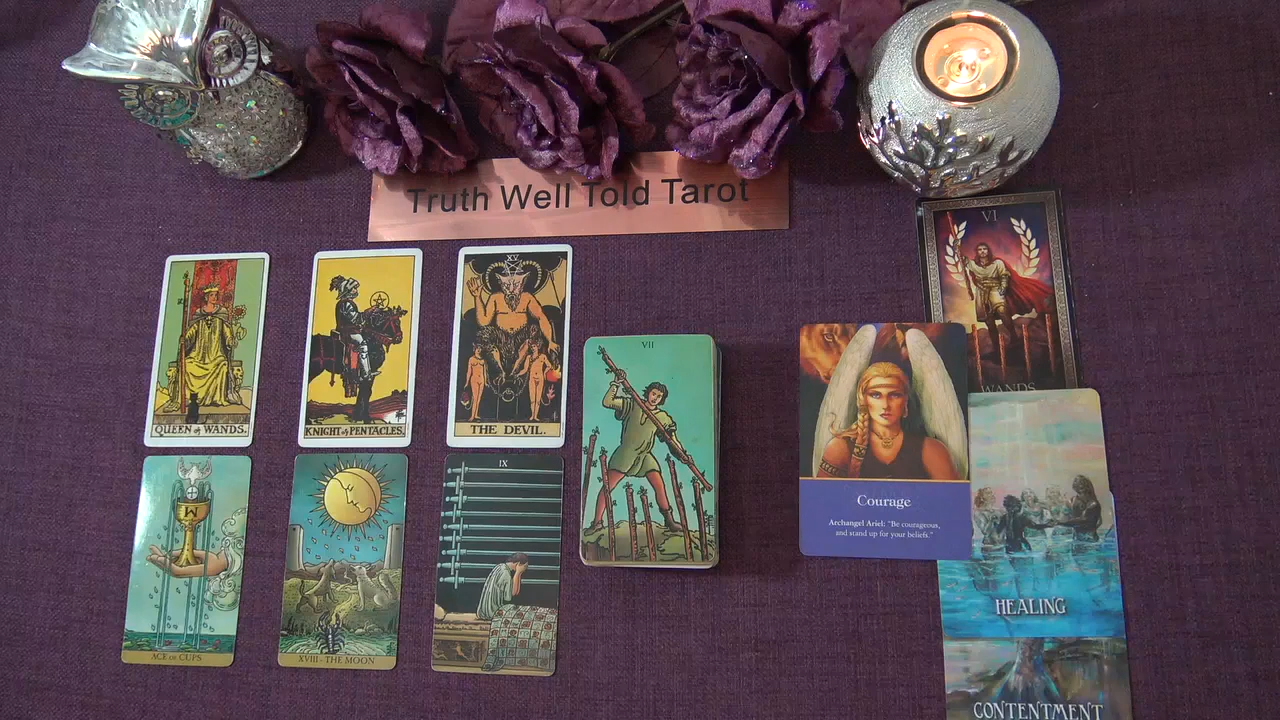 Truth Well Told Tarot
VI
WANDS
QUEEN of WANDS.
KNIGHT of PENTACLES.
XV
THE DEVIL.
VII
Courage
Archangel Ariel: "Be courageous,
and stand up for your beliefs."
ACE OF CUPS
XVIII - THE MOON
IX
HEALING
CONTENTMENT